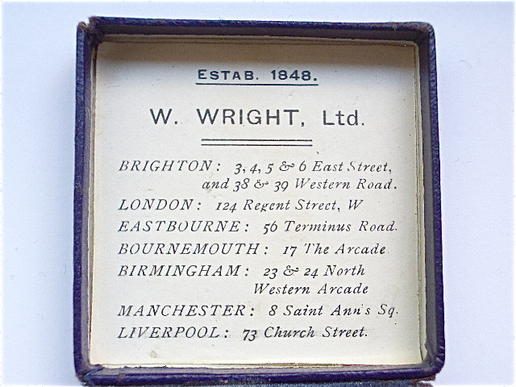 ESTAB. 1848.
W. WRIGHT, Ltd.
BRIGHTON: 3, 4, 5 & 6 East Street,
and 38 & 39 Western Road.
LONDON: 124 Regent Street, W
EASTBOURNE: 56 Terminus Road.
BOURNEMOUTH: 17 The Arcade
BIRMINGHAM: 23 & 24 North
Western Arcade
MANCHESTER: 8 Saint Ann's Sq.
LIVERPOOL: 73 Church Street.